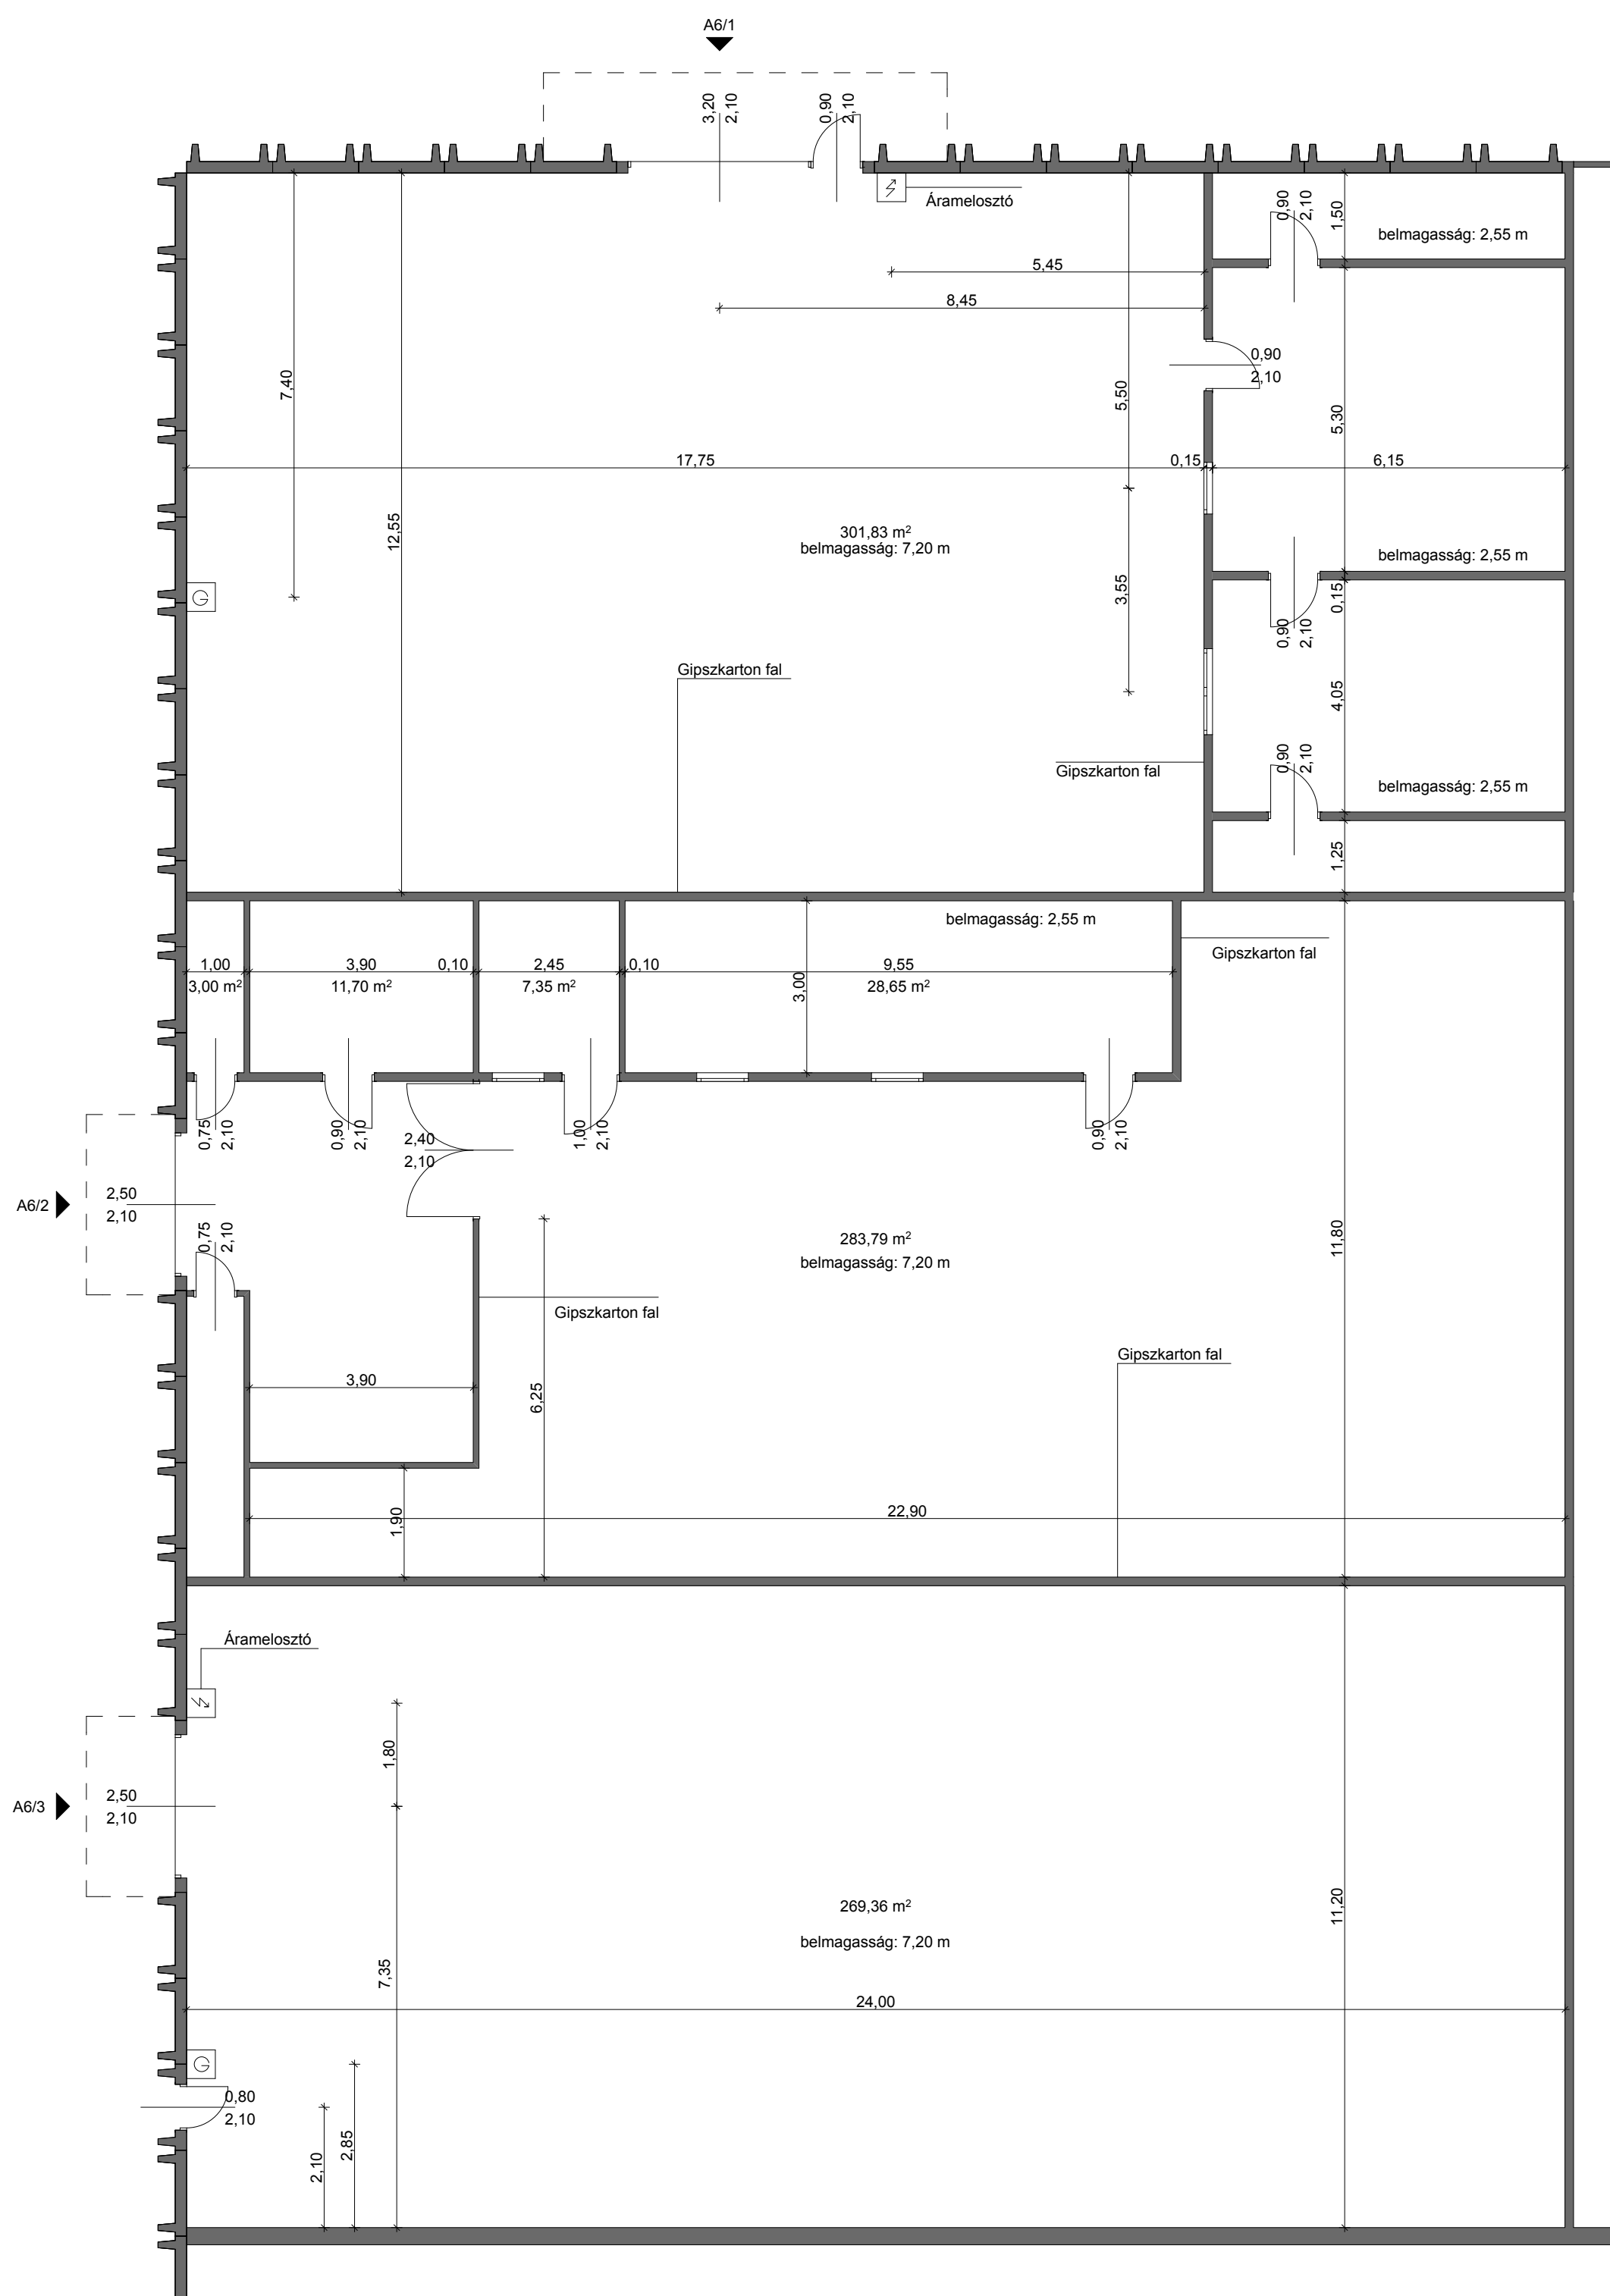 A6/1
3,20
2,10
0,90
2,10
Áramelosztó
0,90
2,10
1,50
belmagasság: 2,55 m
5,45
8,45
0,90
2,10
7,40
12,55
5,50
5,30
17,75
0,15
6,15
301,83 m²
belmagasság: 7,20 m
belmagasság: 2,55 m
3,55
0,15
0,90
2,10
G
Gipszkarton fal
4,05
Gipszkarton fal
0,90
2,10
belmagasság: 2,55 m
1,25
belmagasság: 2,55 m
Gipszkarton fal
1,00
3,90
0,10
2,45
0,10
9,55
3,00 m²
11,70 m²
7,35 m²
3,00
28,65 m²
0,75
2,10
0,90
2,10
2,40
2,10
1,00
2,10
0,90
2,10
A6/2
2,50
2,10
0,75
2,10
283,79 m²
belmagasság: 7,20 m
11,80
Gipszkarton fal
Gipszkarton fal
3,90
6,25
1,90
22,90
Áramelosztó
1,80
A6/3
2,50
2,10
269,36 m²
belmagasság: 7,20 m
11,20
7,35
24,00
G
0,80
2,10
2,10
2,85